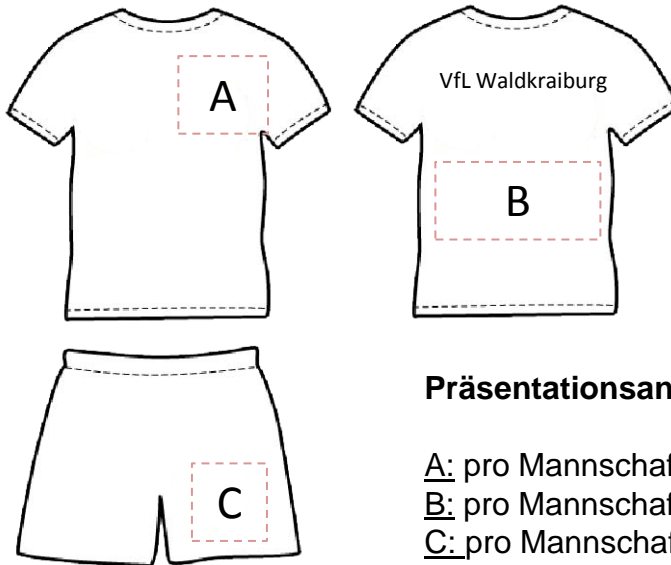 A
VfL Waldkraiburg
B
C
Präsentationsan
A: pro Mannschaf
B: pro Mannschaf
C: pro Mannschaf